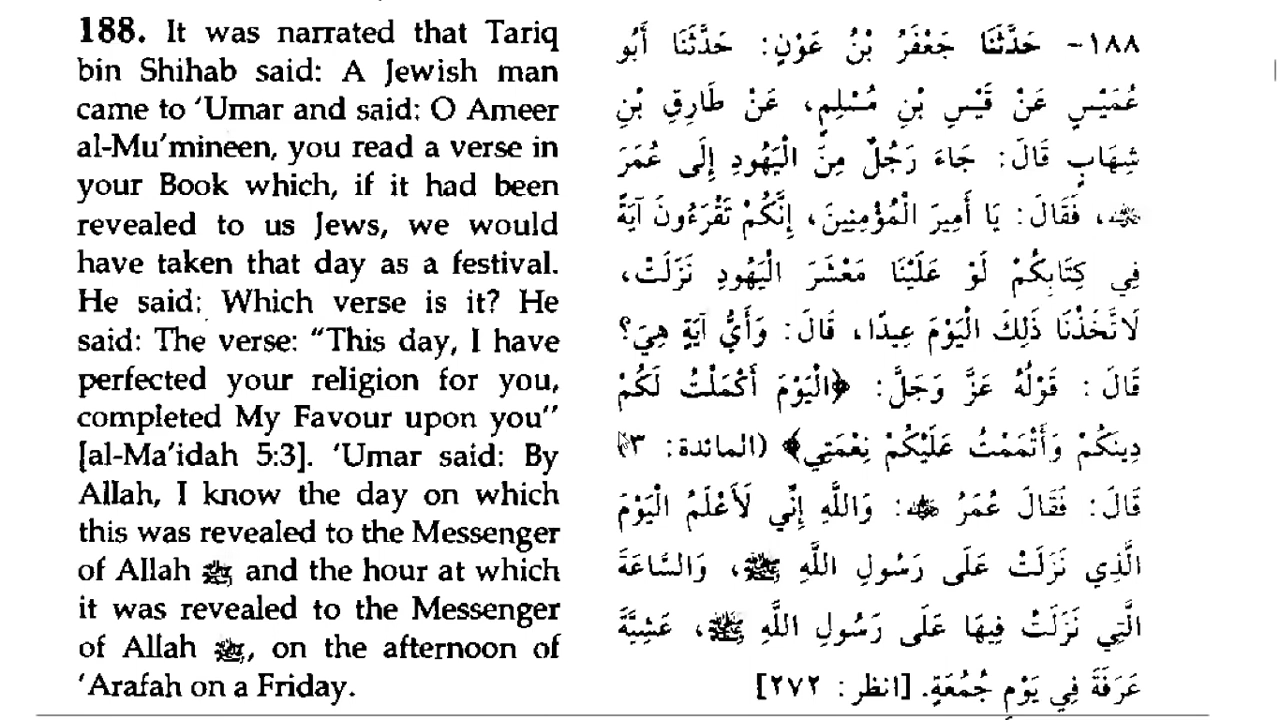 188. It was narrated that Tariq
bin Shihab said: A Jewish man
came to ‘Umar and said: O Ameer
al-Mu’mineen, you read a verse in
your Book which, if it had been
revealed to us Jews, we would
have taken that day as a festival.
He said: Which verse is it? He
said: The verse: “This day, I have
perfected your religion for you,
completed My Favour upon you”
[al-Ma’idah 5:3]. ‘Umar said: By
Allah, I know the day on which
this was revealed to the Messenger
of Allah ﷺ and the hour at which
it was revealed to the Messenger
of Allah ﷺ, on the afternoon of
‘Arafah on a Friday.
١٨٨- حَدَّثَنَا جَعْفَرُ بْنُ عَوْنٍ: حَدَّثَنَا أَبُو
عُمَيْسٍ عَنْ قَيْسِ بْنِ مُسْلِمٍ، عَنْ طَارِقِ بْنِ
شِهَابٍ قَالَ: جَاءَ رَجُلٌ مِنَ الْيَهُودِ إِلَى عُمَرَ
رضي الله عنه، فَقَالَ: يَا أَمِيرَ الْمُؤْمِنِينَ، إِنَّكُمْ تَقْرَءُونَ آيَةً
فِي كِتَابِكُمْ لَوْ عَلَيْنَا مَعْشَرَ الْيَهُودِ نَزَلَتْ،
لَاتَّخَذْنَا ذَلِكَ الْيَوْمَ عِيدًا، قَالَ: وَأَيُّ آيَةٍ هِيَ؟
قَالَ: قَوْلُهُ عَزَّ وَجَلَّ: ﴿الْيَوْمَ أَكْمَلْتُ لَكُمْ
دِينَكُمْ وَأَتْمَمْتُ عَلَيْكُمْ نِعْمَتِي﴾ (المائدة: ٣)
قَالَ: فَقَالَ عُمَرُ رضي الله عنه: وَاللَّهِ إِنِّي لَأَعْلَمُ الْيَوْمَ
الَّذِي نَزَلَتْ عَلَى رَسُولِ اللَّهِ ﷺ، وَالسَّاعَةَ
الَّتِي نَزَلَتْ فِيهَا عَلَى رَسُولِ اللَّهِ ﷺ، عَشِيَّةَ
عَرَفَةَ فِي يَوْمِ جُمُعَةٍ. [انظر: ٢٧٢]